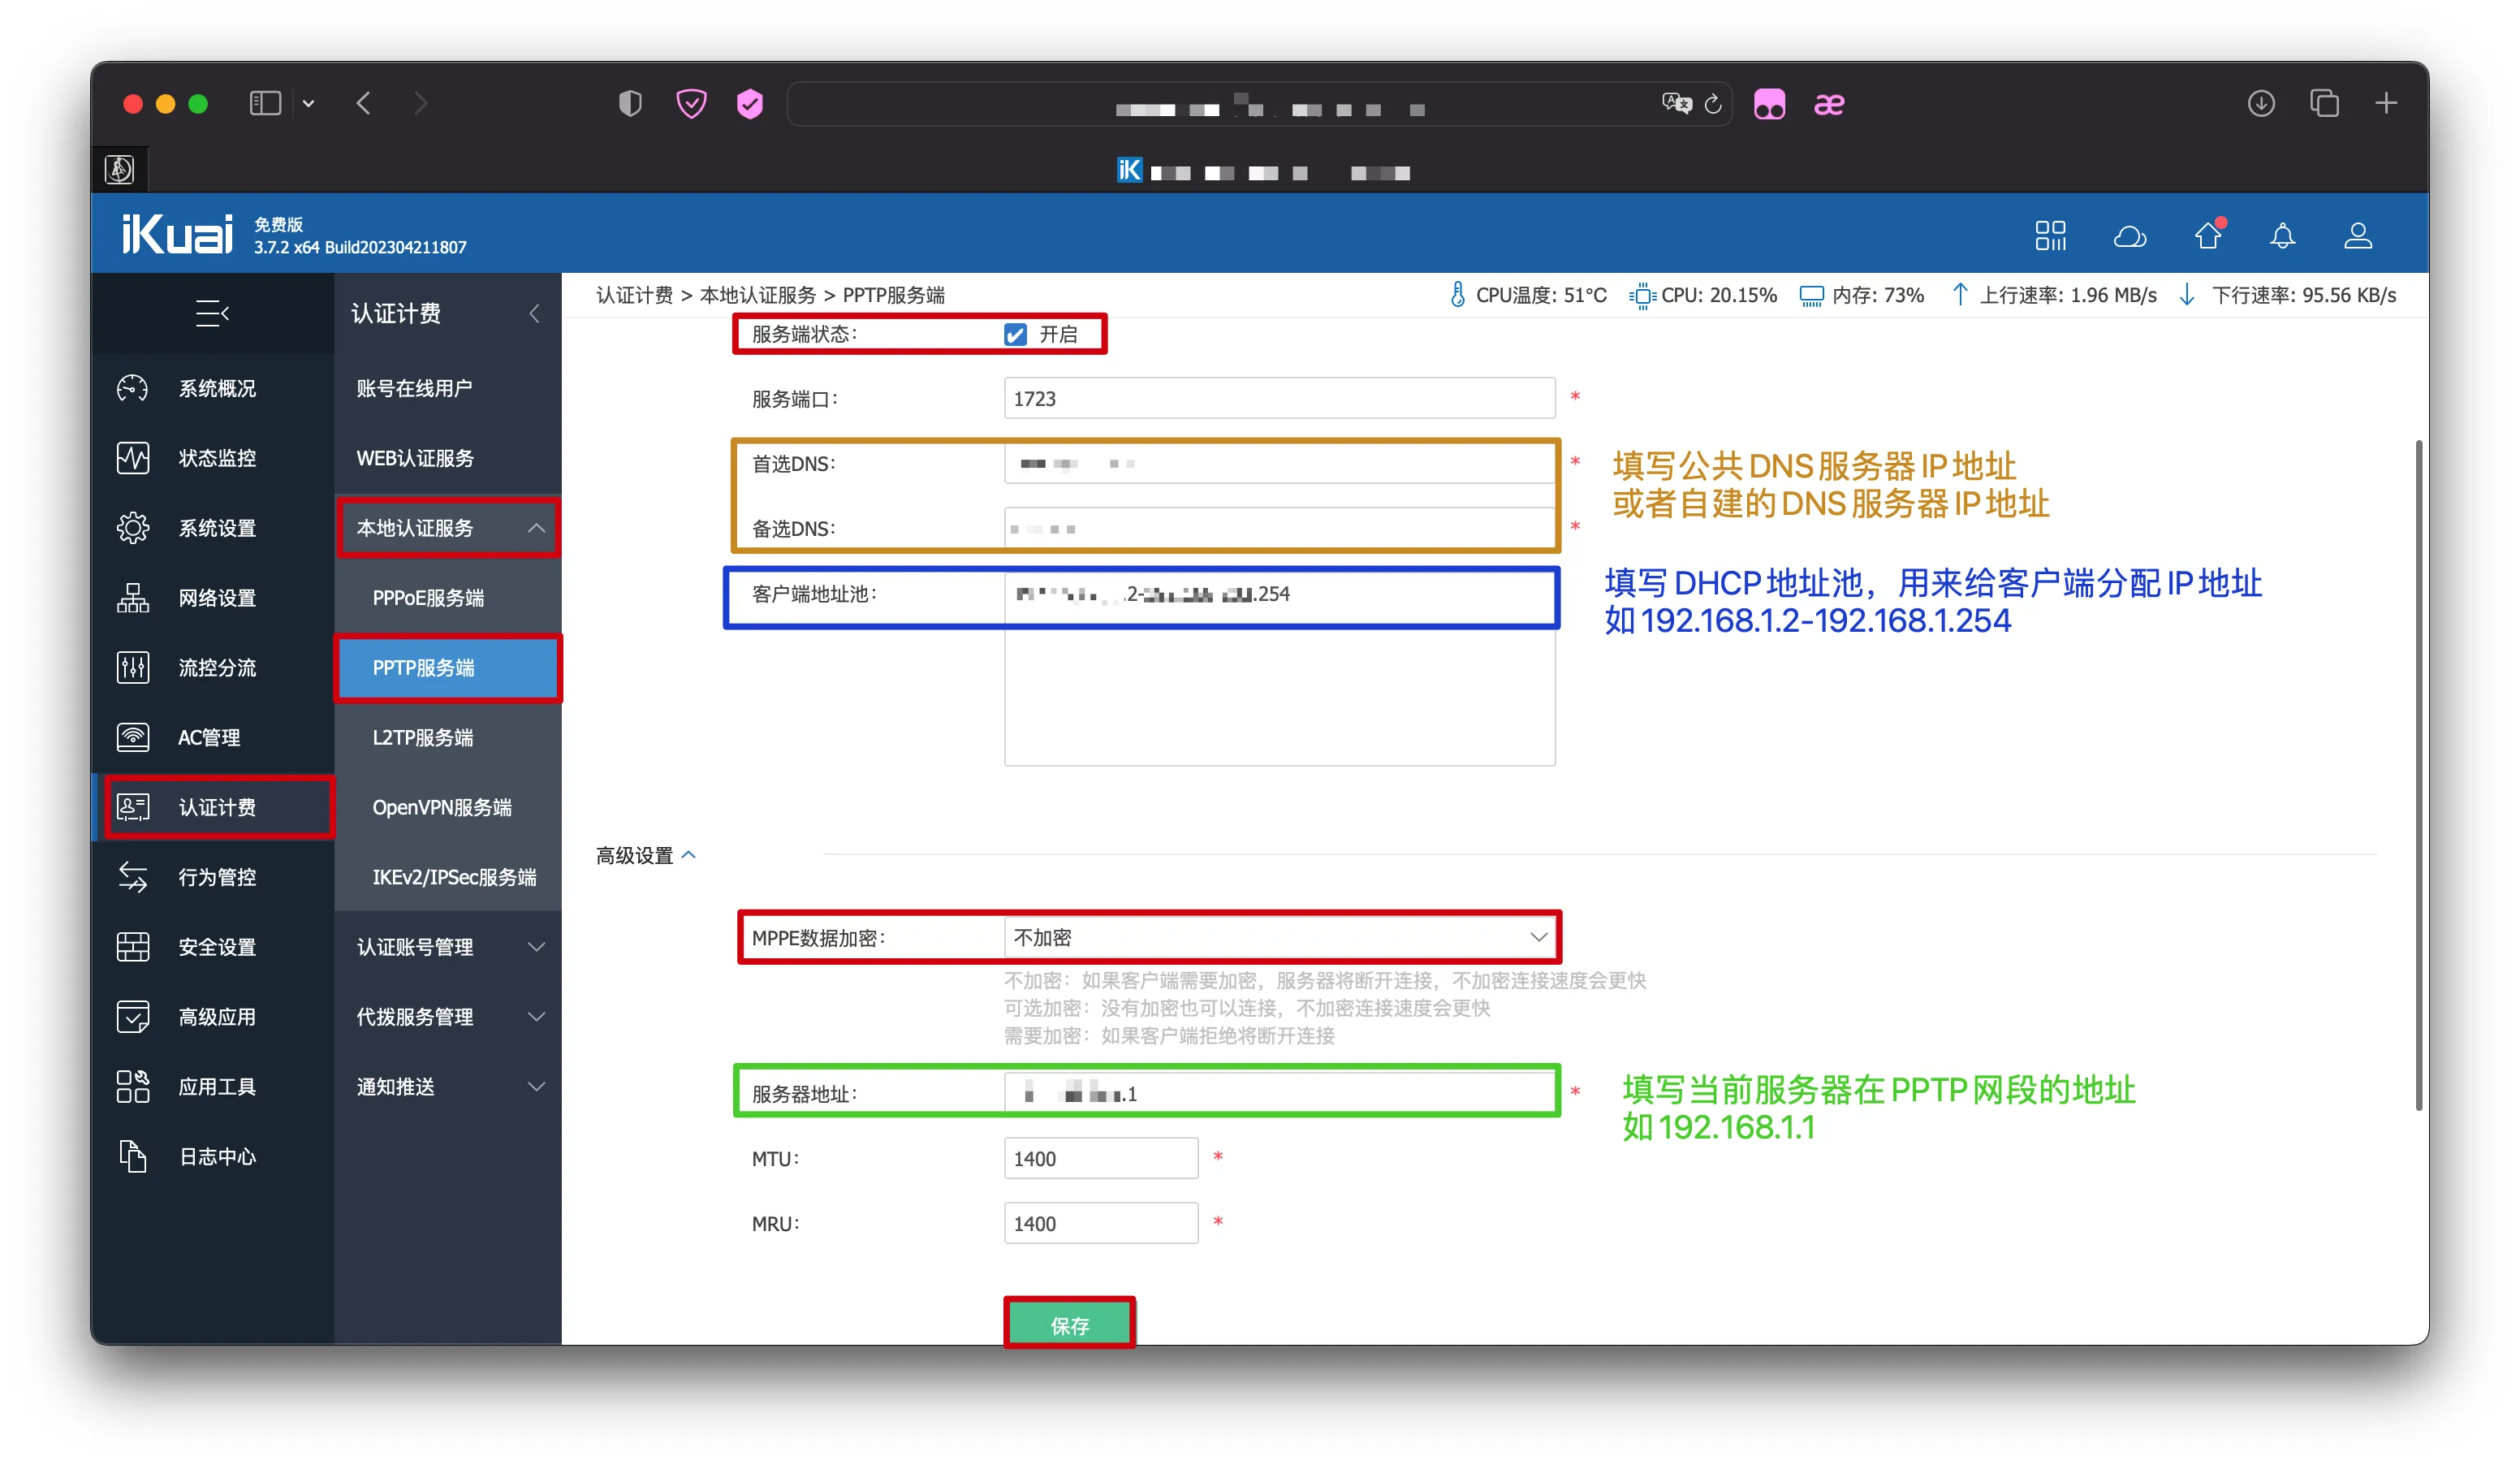 iK
iKuai
免费版
3.7.2 x64 Build202304211807
认证计费
系统概况
状态监控
系统设置
网络设置
流控分流
AC管理
认证计费
行为管控
安全设置
高级应用
应用工具
日志中心
账号在线用户
WEB认证服务
本地认证服务
PPPoE服务端
PPTP服务端
L2TP服务端
OpenVPN服务端
IKEv2/IPSec服务端
认证账号管理
代拨服务管理
通知推送
认证计费 > 本地认证服务 > PPTP服务端
CPU温度: 51°C CPU: 20.15% 内存: 73% 上行速率: 1.96 MB/s 下行速率: 95.56 KB/s
服务端状态: 开启
服务端口: 1723 *
首选DNS: *
备选DNS: *
填写公共DNS服务器IP地址
或者自建的DNS服务器IP地址
客户端地址池: .2- .254
填写DHCP地址池，用来给客户端分配IP地址
如192.168.1.2-192.168.1.254
高级设置
MPPE数据加密: 不加密
不加密: 如果客户端需要加密，服务器将断开连接，不加密连接速度会更快
可选加密: 没有加密也可以连接，不加密连接速度会更快
需要加密: 如果客户端拒绝将断开连接
服务器地址: .1 *
填写当前服务器在PPTP网段的地址
如192.168.1.1
MTU: 1400 *
MRU: 1400 *
保存